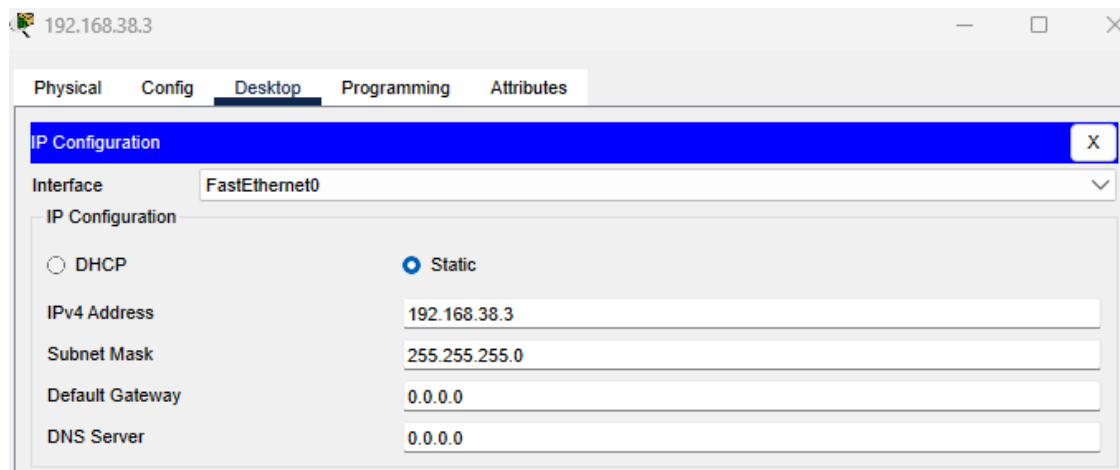 192.168.38.3
Physical Config Desktop Programming Attributes
IP Configuration X
Interface FastEthernet0
IP Configuration
DHCP Static
IPv4 Address 192.168.38.3
Subnet Mask 255.255.255.0
Default Gateway 0.0.0.0
DNS Server 0.0.0.0